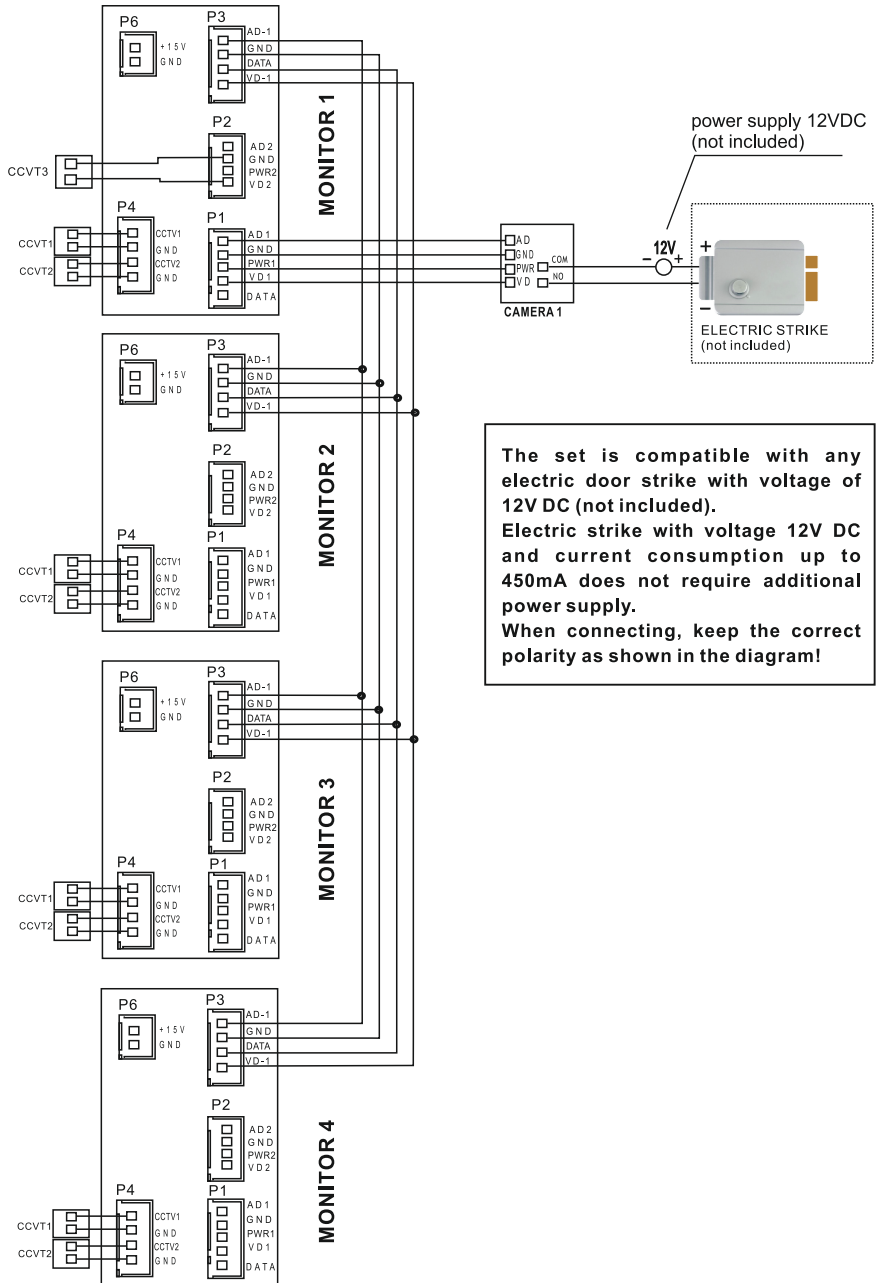 P6
+15V
GND
P3
AD-1
GND
DATA
VD-1
P2
AD2
GND
PWR2
VD2
CCVT3
P4
CCTV1
GND
CCTV2
GND
CCVT1
CCVT2
P1
AD1
GND
PWR1
VD1
DATA
MONITOR 1
AD
GND
PWR
VD
COM
NO
CAMERA 1
power supply 12VDC
(not included)
12V
- +
+
-
ELECTRIC STRIKE
(not included)
P6
+15V
GND
P3
AD-1
GND
DATA
VD-1
P2
AD2
GND
PWR2
VD2
P4
CCTV1
GND
CCTV2
GND
CCVT1
CCVT2
P1
AD1
GND
PWR1
VD1
DATA
MONITOR 2
The set is compatible with any
electric door strike with voltage of
12V DC (not included).
Electric strike with voltage 12V DC
and current consumption up to
450mA does not require additional
power supply.
When connecting, keep the correct
polarity as shown in the diagram!
P6
+15V
GND
P3
AD-1
GND
DATA
VD-1
P2
AD2
GND
PWR2
VD2
P4
CCTV1
GND
CCTV2
GND
CCVT1
CCVT2
P1
AD1
GND
PWR1
VD1
DATA
MONITOR 3
P6
+15V
GND
P3
AD-1
GND
DATA
VD-1
P2
AD2
GND
PWR2
VD2
P4
CCTV1
GND
CCTV2
GND
CCVT1
CCVT2
P1
AD1
GND
PWR1
VD1
DATA
MONITOR 4